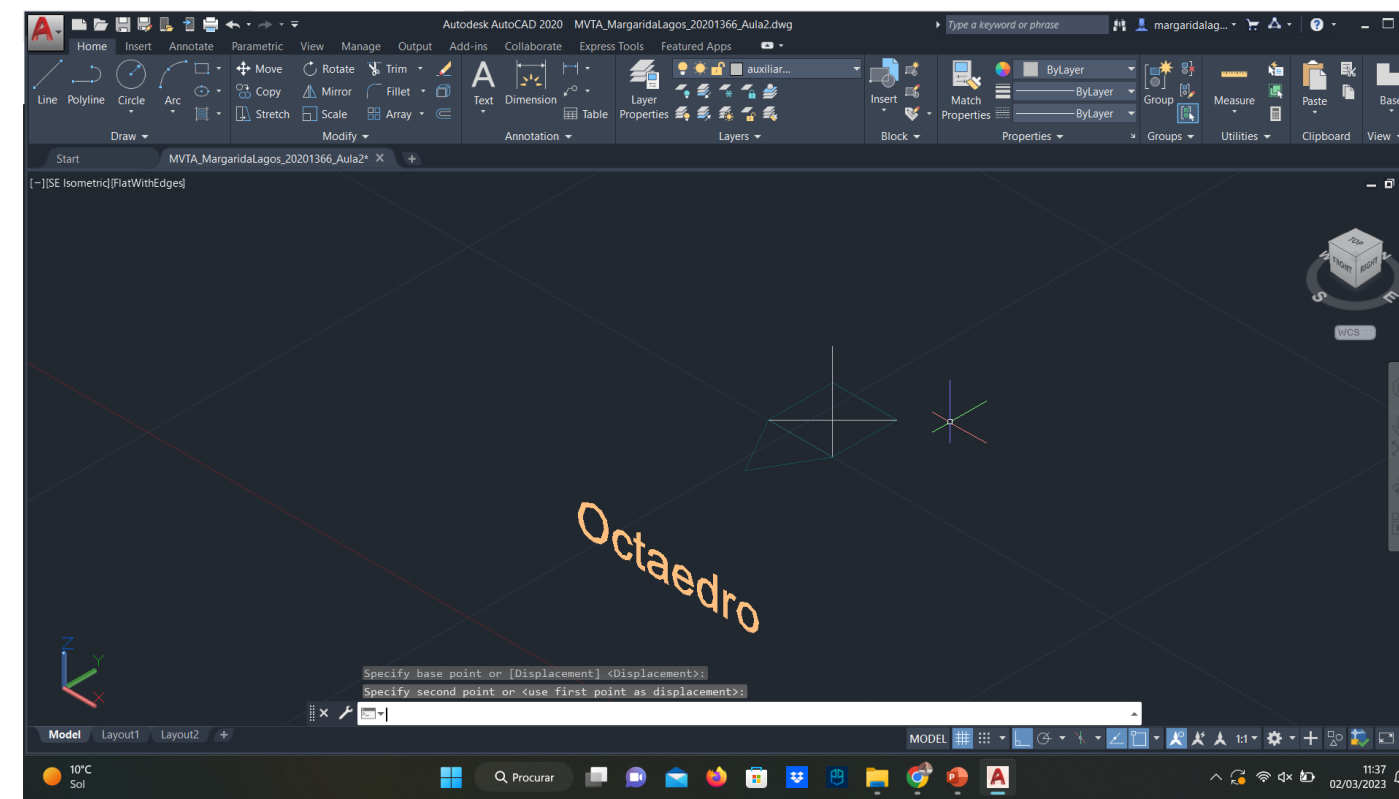 Autodesk AutoCAD 2020 MVTA_MargaridaLagos_20201366_Aula2.dwg
Type a keyword or phrase
margaridalag...
Home Insert Annotate Parametric View Manage Output Add-ins Collaborate Express Tools Featured Apps
Line Polyline Circle Arc
Draw
Move Rotate Trim
Copy Mirror Fillet
Stretch Scale Array
Modify
Text Dimension
Table
Annotation
Layer
Properties
auxiliar...
Layers
Insert
Block
Match
Properties
ByLayer
ByLayer
ByLayer
Properties
Group
Groups
Measure
Utilities
Paste
Clipboard
Bas
View
Start MVTA_MargaridaLagos_20201366_Aula2*
[−][SE Isometric][FlatWithEdges]
TOP
FRONT RIGHT
S E
WCS
Octaedro
Z
Y
X
Specify base point or [Displacement] <Displacement>:
Specify second point or <use first point as displacement>:
Model Layout1 Layout2 +
MODEL 1:1
10°C
Sol
Procurar
11:37
02/03/2023